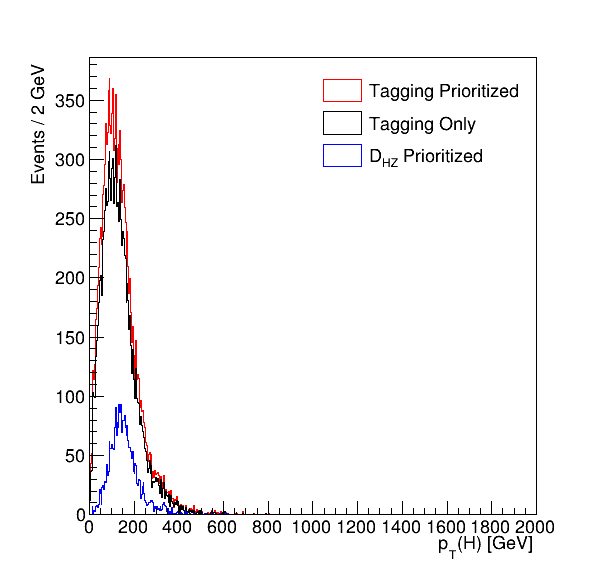 Events / 2 GeV
350
300
250
200
150
100
50
0
Tagging Prioritized
Tagging Only
D_HZ Prioritized
0 200 400 600 800 1000 1200 1400 1600 1800 2000
p_T(H) [GeV]